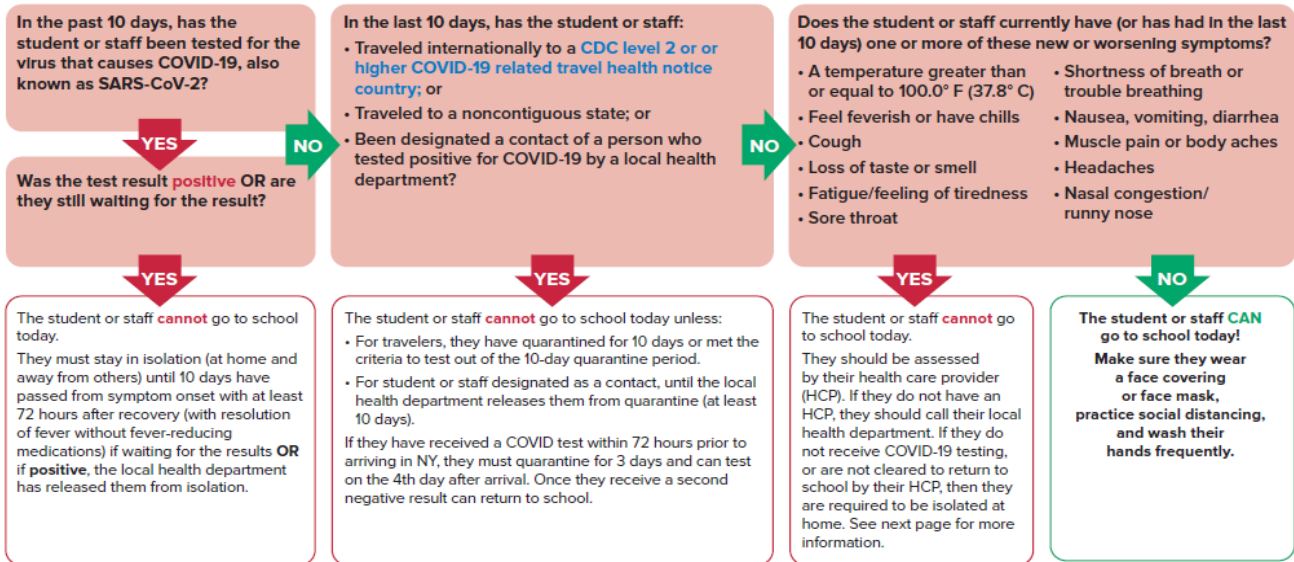 In the past 10 days, has the
student or staff been tested for the
virus that causes COVID-19, also
known as SARS-CoV-2?
YES
Was the test result positive OR are
they still waiting for the result?
YES
The student or staff cannot go to school
today.
They must stay in isolation (at home and
away from others) until 10 days have
passed from symptom onset with at least
72 hours after recovery (with resolution
of fever without fever-reducing
medications) if waiting for the results OR
if positive, the local health department
has released them from isolation.
NO
In the last 10 days, has the student or staff:
• Traveled internationally to a CDC level 2 or or
higher COVID-19 related travel health notice
country; or
• Traveled to a noncontiguous state; or
• Been designated a contact of a person who
tested positive for COVID-19 by a local health
department?
YES
The student or staff cannot go to school today unless:
• For travelers, they have quarantined for 10 days or met the
criteria to test out of the 10-day quarantine period.
• For student or staff designated as a contact, until the local
health department releases them from quarantine (at least
10 days).
If they have received a COVID test within 72 hours prior to
arriving in NY, they must quarantine for 3 days and can test
on the 4th day after arrival. Once they receive a second
negative result can return to school.
NO
Does the student or staff currently have (or has had in the last
10 days) one or more of these new or worsening symptoms?
• A temperature greater than
or equal to 100.0° F (37.8° C)
• Feel feverish or have chills
• Cough
• Loss of taste or smell
• Fatigue/feeling of tiredness
• Sore throat
• Shortness of breath or
trouble breathing
• Nausea, vomiting, diarrhea
• Muscle pain or body aches
• Headaches
• Nasal congestion/
runny nose
YES
The student or staff cannot go
to school today.
They should be assessed
by their health care provider
(HCP). If they do not have an
HCP, they should call their local
health department. If they do
not receive COVID-19 testing,
or are not cleared to return to
school by their HCP, then they
are required to be isolated at
home. See next page for more
information.
NO
The student or staff CAN
go to school today!
Make sure they wear
a face covering
or face mask,
practice social distancing,
and wash their
hands frequently.